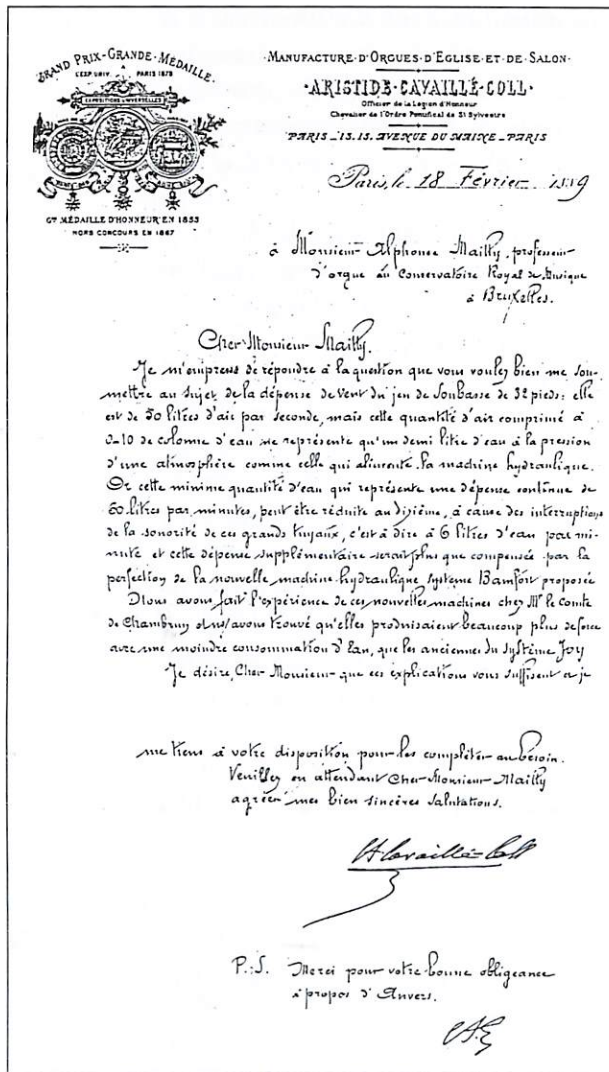 GRAND PRIX-GRANDE-MÉDAILLE.
A
L'EXP. UNIV. PARIS 1878
EXPOSITIONS UNIVERSELLES
GDE MÉDAILLE D'HONNEUR EN 1855
HORS CONCOURS EN 1867
·MANUFACTURE·D'ORGUES·D'EGLISE·ET·DE·SALON·
·ARISTIDE·CAVAILLÉ-COLL·
Officier de la Légion d'Honneur
Chevalier de l'Ordre Pontifical de St Sylvestre
PARIS_13.15. AVENUE DU MAINE_PARIS
Paris, le 18 Février 1889
à Monsieur Alphonse Mailly, professeur
d'orgue au Conservatoire Royal de Musique
à Bruxelles.
Cher Monsieur Mailly.
Je m'empress de répondre à la question que vous voulez bien me sou-
mettre au sujet de la dépense de vent du jeu de Soubasse de 32 pieds: elle
est de 50 litres d'air par seconde, mais cette quantité d'air comprimé à
0-10 de colonne d'eau ne représente qu'un demi litre d'eau à la pression
d'une atmosphère comme celle qui alimente la machine hydraulique.
Or cette minime quantité d'eau qui représente une dépense continue de
60 litres par minutes, peut être réduite au dixième, à cause des interruptions
de la sonorité de ces grands tuyaux, c'est à dire à 6 litres d'eau par mi-
nute et cette dépense supplémentaire serait plus que compensée par la
perfection de la nouvelle machine hydraulique système Bamfort proposée
Nous avons fait l'expérience de ces nouvelles machines chez Mr le Comte
de Chambrun et ns/avons trouvé qu'elles produisaient beaucoup plus de force
avec une moindre consommation d'Eau, que les anciennes du système Joy
Je désire, Cher Monsieur que ces explications vous suffisent et je
me tiens à votre disposition pour les compléter au besoin.
Veuillez en attendant Cher Monsieur Mailly
agréer mes bien sincères salutations.
A Cavaillé-Coll
P.:S. Merci pour votre bonne obligeance
à propos d'Anvers.